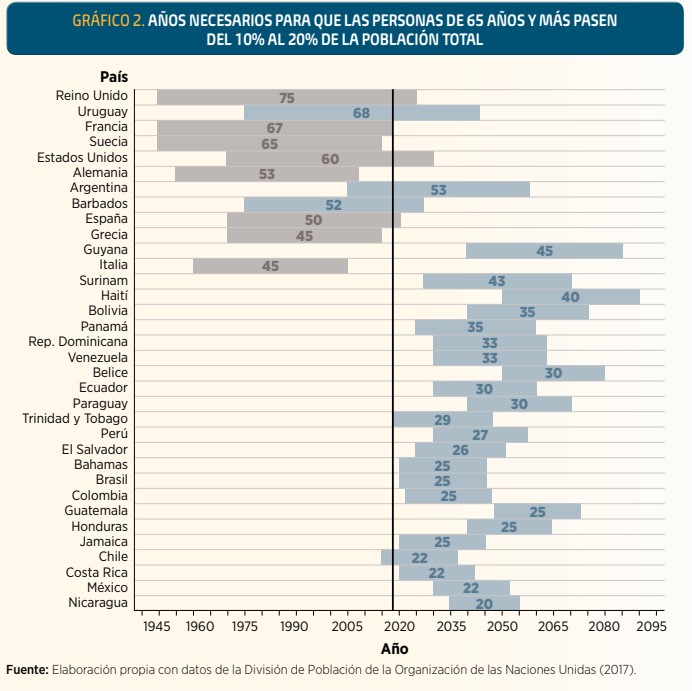 GRÁFICO 2. AÑOS NECESARIOS PARA QUE LAS PERSONAS DE 65 AÑOS Y MÁS PASEN
DEL 10% AL 20% DE LA POBLACIÓN TOTAL
País
Reino Unido 75
Uruguay 68
Francia 67
Suecia 65
Estados Unidos 60
Alemania 53
Argentina 53
Barbados 52
España 50
Grecia 45
Guyana 45
Italia 45
Surinam 43
Haití 40
Bolivia 35
Panamá 35
Rep. Dominicana 33
Venezuela 33
Belice 30
Ecuador 30
Paraguay 30
Trinidad y Tobago 29
Perú 27
El Salvador 26
Bahamas 25
Brasil 25
Colombia 25
Guatemala 25
Honduras 25
Jamaica 25
Chile 22
Costa Rica 22
México 22
Nicaragua 20
1945 1960 1975 1990 2005 2020 2035 2050 2065 2080 2095
Año
Fuente: Elaboración propia con datos de la División de Población de la Organización de las Naciones Unidas (2017).